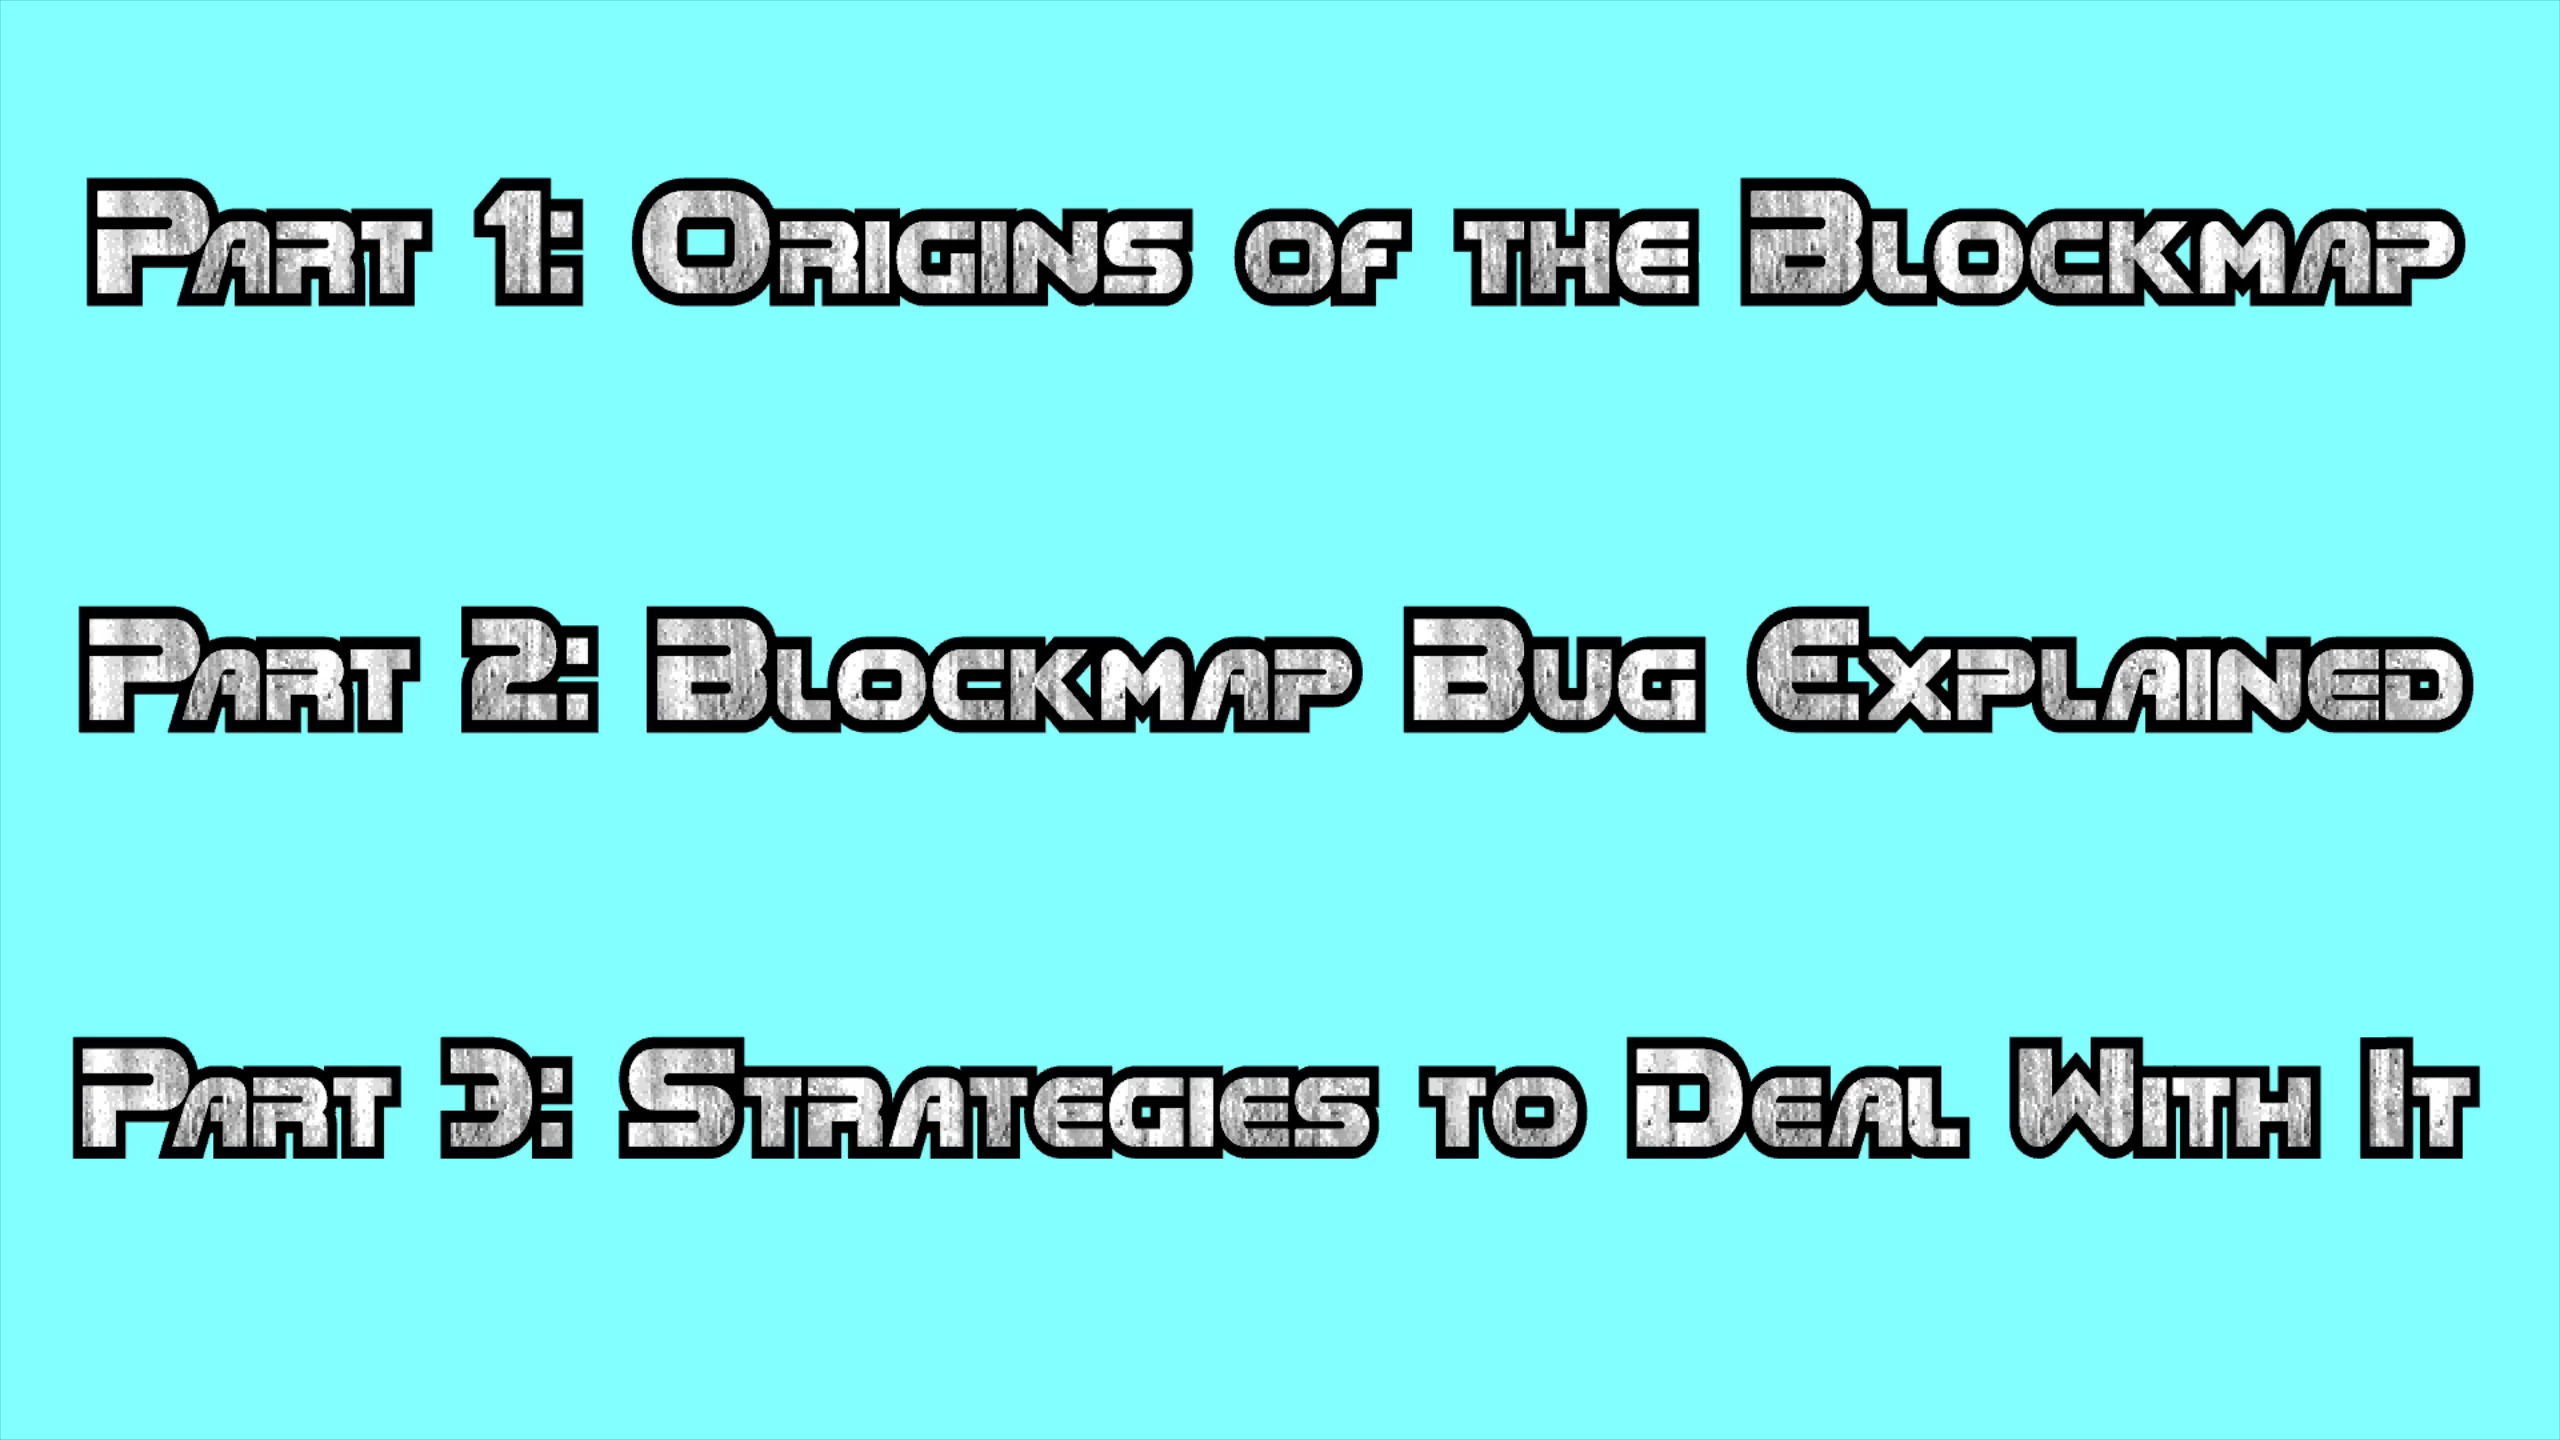 Part 1: Origins of the Blockmap
Part 2: Blockmap Bug Explained
Part 3: Strategies to Deal With It